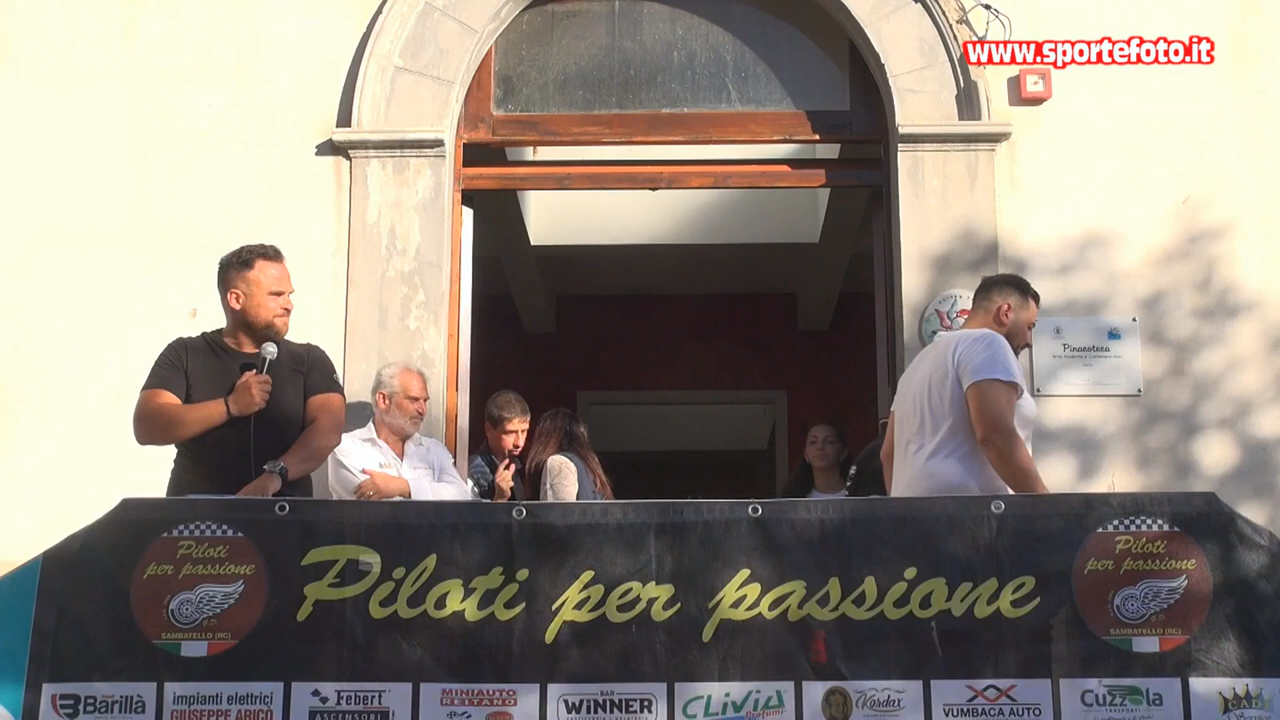 www.sportefoto.it
Pinacoteca
Piloti
per passione
SAMBATELLO (RC)
Piloti per passione
Piloti
per passione
SAMBATELLO (RC)
Barillà
impianti elettrici
GIUSEPPE ARICÒ
Febert
ASCENSORI
MINIAUTO
REITANO
BAR
WINNER
CLIVIA
Profumi
Kordax
VUMBACA AUTO
CUZZOLA
TRASPORTI
C.A.D.